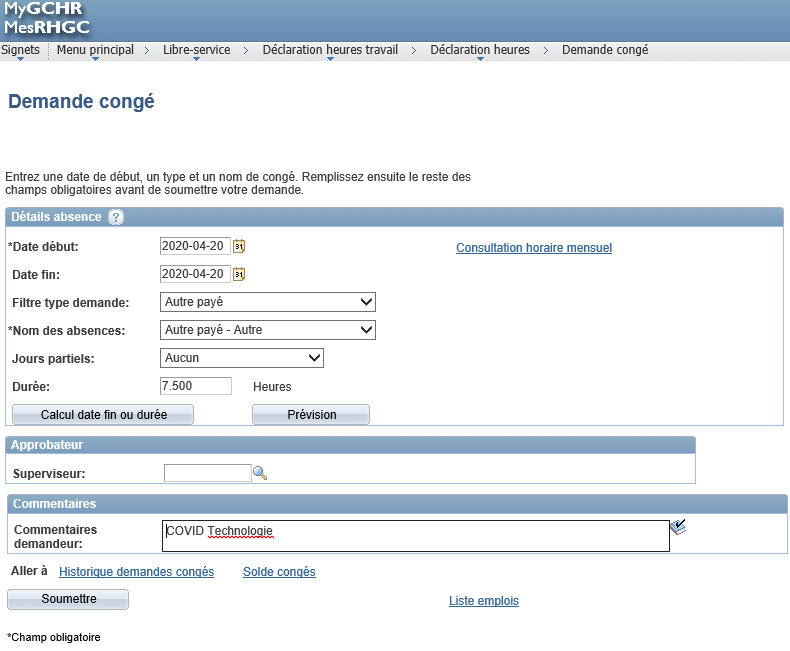 MyGCHR
MesRHGC
Signets Menu principal > Libre-service > Déclaration heures travail > Déclaration heures > Demande congé
Demande congé
Entrez une date de début, un type et un nom de congé. Remplissez ensuite le reste des
champs obligatoires avant de soumettre votre demande.
Détails absence ?
*Date début: 2020-04-20 31 Consultation horaire mensuel
Date fin: 2020-04-20 31
Filtre type demande: Autre payé
*Nom des absences: Autre payé - Autre
Jours partiels: Aucun
Durée: 7.500 Heures
Calcul date fin ou durée Prévision
Approbateur
Superviseur:
Commentaires
Commentaires
demandeur: COVID Technologie
Aller à Historique demandes congés Solde congés
Soumettre Liste emplois
*Champ obligatoire